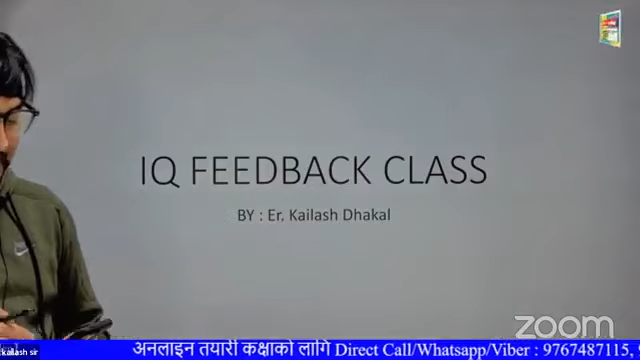 IQ FEEDBACK CLASS
BY : Er. Kailash Dhakal
zoom
kailash sir
अनलाइन तयारी कक्षाको लागि Direct Call/Whatsapp/Viber : 9767487115,